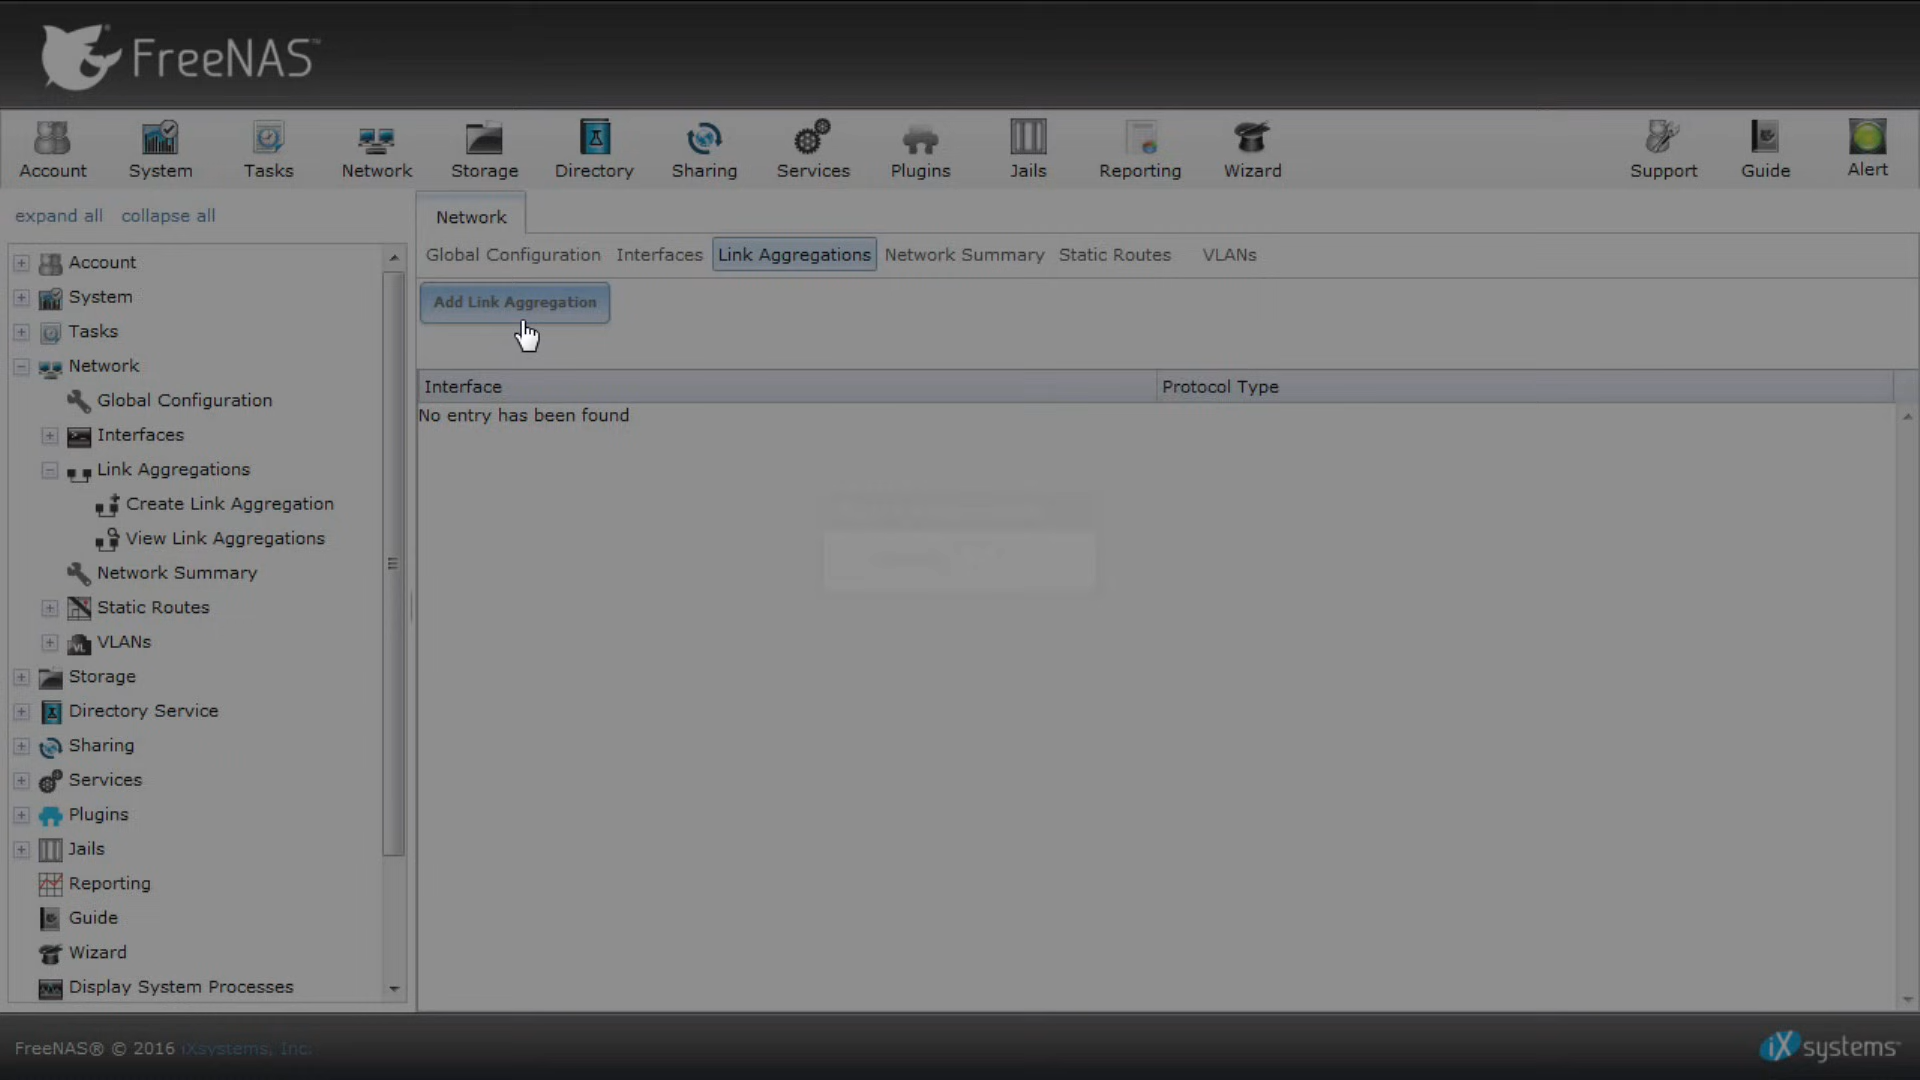 FreeNAS™
Account
System
Tasks
Network
Storage
Directory
Sharing
Services
Plugins
Jails
Reporting
Wizard
Support
Guide
Alert
expand all
collapse all
Account
System
Tasks
Network
Global Configuration
Interfaces
Link Aggregations
Create Link Aggregation
View Link Aggregations
Network Summary
Static Routes
VLANs
Storage
Directory Service
Sharing
Services
Plugins
Jails
Reporting
Guide
Wizard
Display System Processes
Network
Global Configuration
Interfaces
Link Aggregations
Network Summary
Static Routes
VLANs
Add Link Aggregation
Interface
Protocol Type
No entry has been found
FreeNAS® © 2016 iXsystems, Inc.
iXsystems